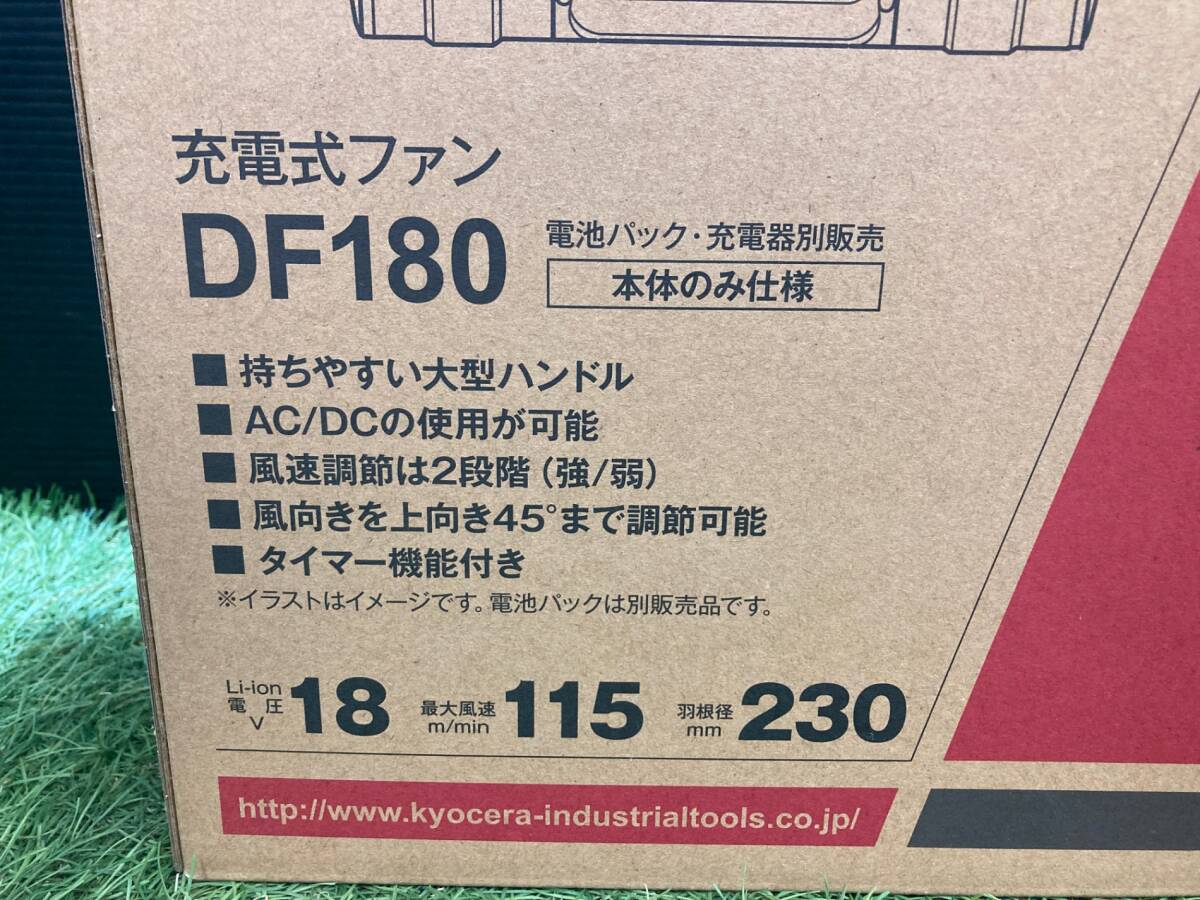 充電式ファン
DF180
電池パック・充電器別販売
本体のみ仕様
■ 持ちやすい大型ハンドル
■ AC/DCの使用が可能
■ 風速調節は2段階（強/弱）
■ 風向きを上向き45°まで調節可能
■ タイマー機能付き
※イラストはイメージです。電池パックは別販売品です。
Li-ion
電圧
V
18
最大風速
m/min
115
羽根径
mm
230
http://www.kyocera-industrialtools.co.jp/